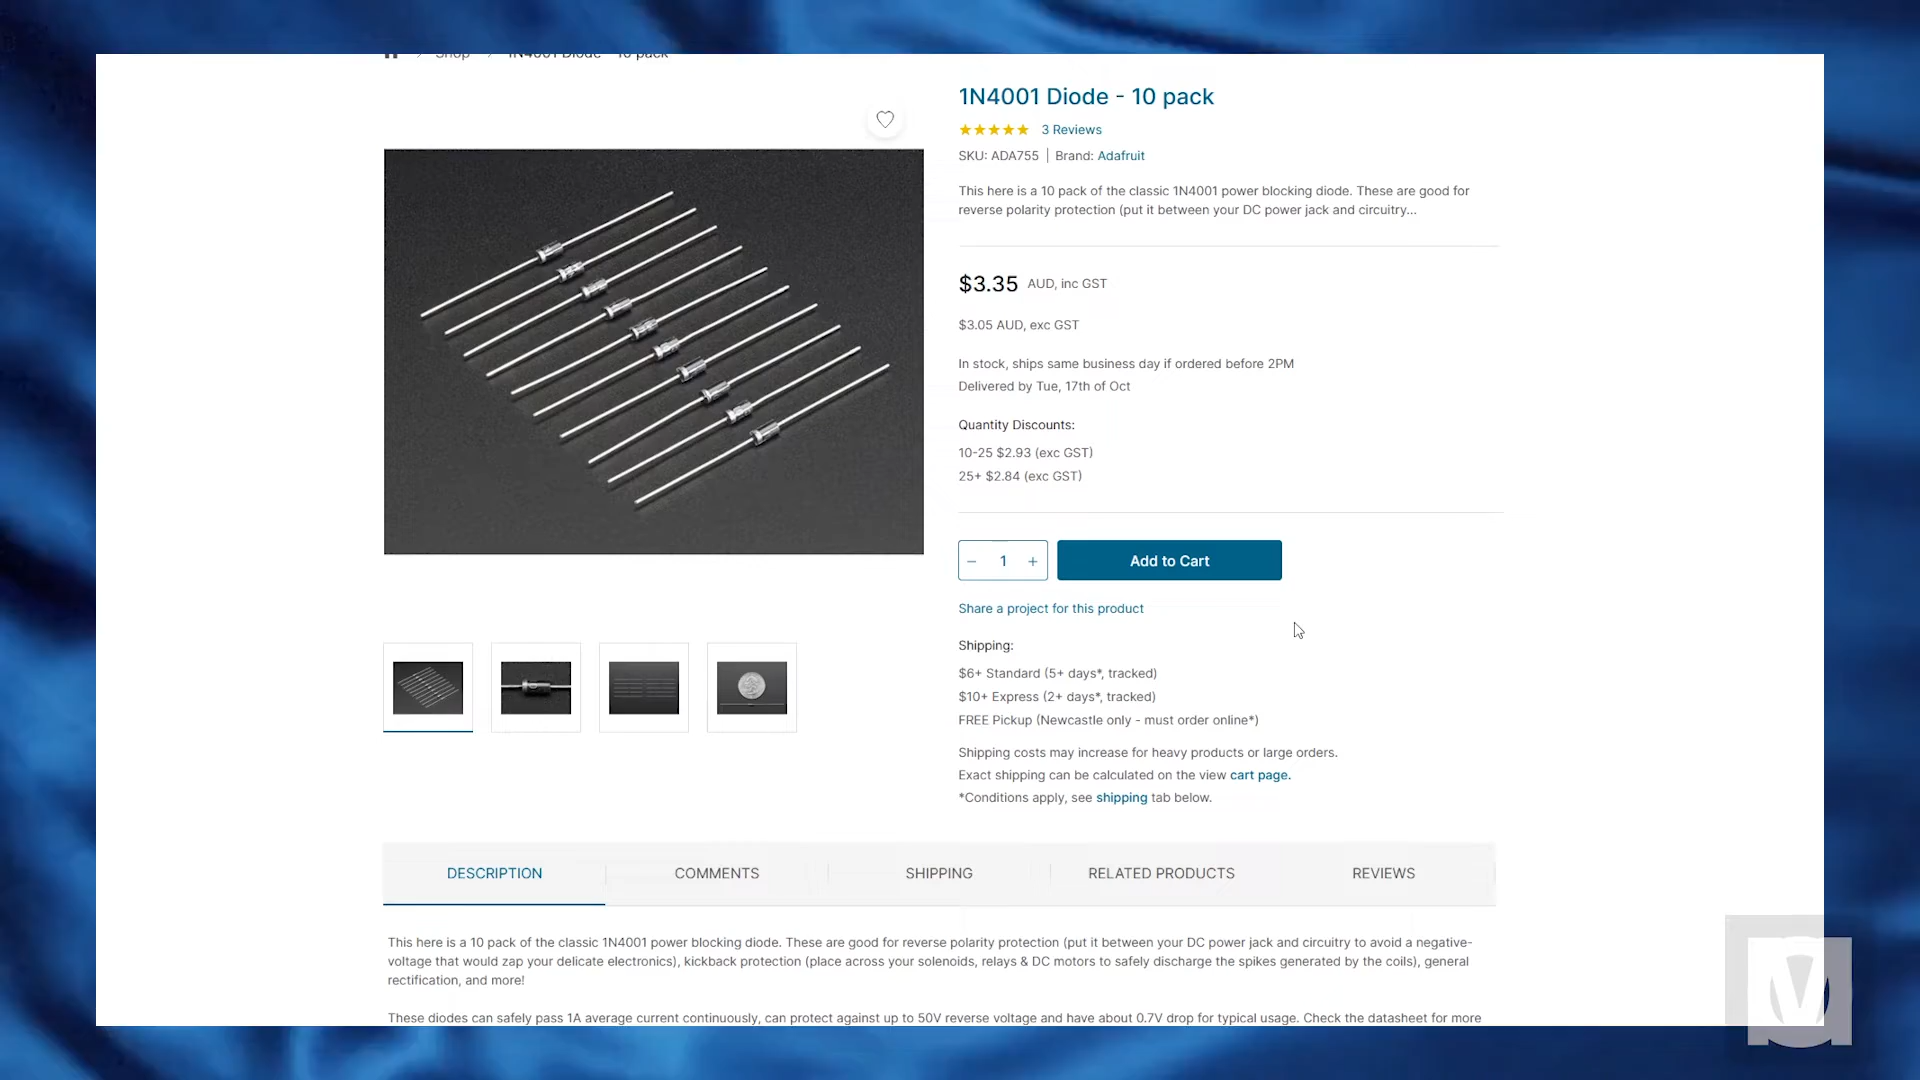 Shop 1N4001 Diode - 10 pack
1N4001 Diode - 10 pack
3 Reviews
SKU: ADA755 | Brand: Adafruit
This here is a 10 pack of the classic 1N4001 power blocking diode. These are good for
reverse polarity protection (put it between your DC power jack and circuitry...
$3.35 AUD, inc GST
$3.05 AUD, exc GST
In stock, ships same business day if ordered before 2PM
Delivered by Tue, 17th of Oct
Quantity Discounts:
10-25 $2.93 (exc GST)
25+ $2.84 (exc GST)
− 1 + Add to Cart
Share a project for this product
Shipping:
$6+ Standard (5+ days*, tracked)
$10+ Express (2+ days*, tracked)
FREE Pickup (Newcastle only - must order online*)
Shipping costs may increase for heavy products or large orders.
Exact shipping can be calculated on the view cart page.
*Conditions apply, see shipping tab below.
DESCRIPTION COMMENTS SHIPPING RELATED PRODUCTS REVIEWS
This here is a 10 pack of the classic 1N4001 power blocking diode. These are good for reverse polarity protection (put it between your DC power jack and circuitry to avoid a negative-
voltage that would zap your delicate electronics), kickback protection (place across your solenoids, relays & DC motors to safely discharge the spikes generated by the coils), general
rectification, and more!
These diodes can safely pass 1A average current continuously, can protect against up to 50V reverse voltage and have about 0.7V drop for typical usage. Check the datasheet for more